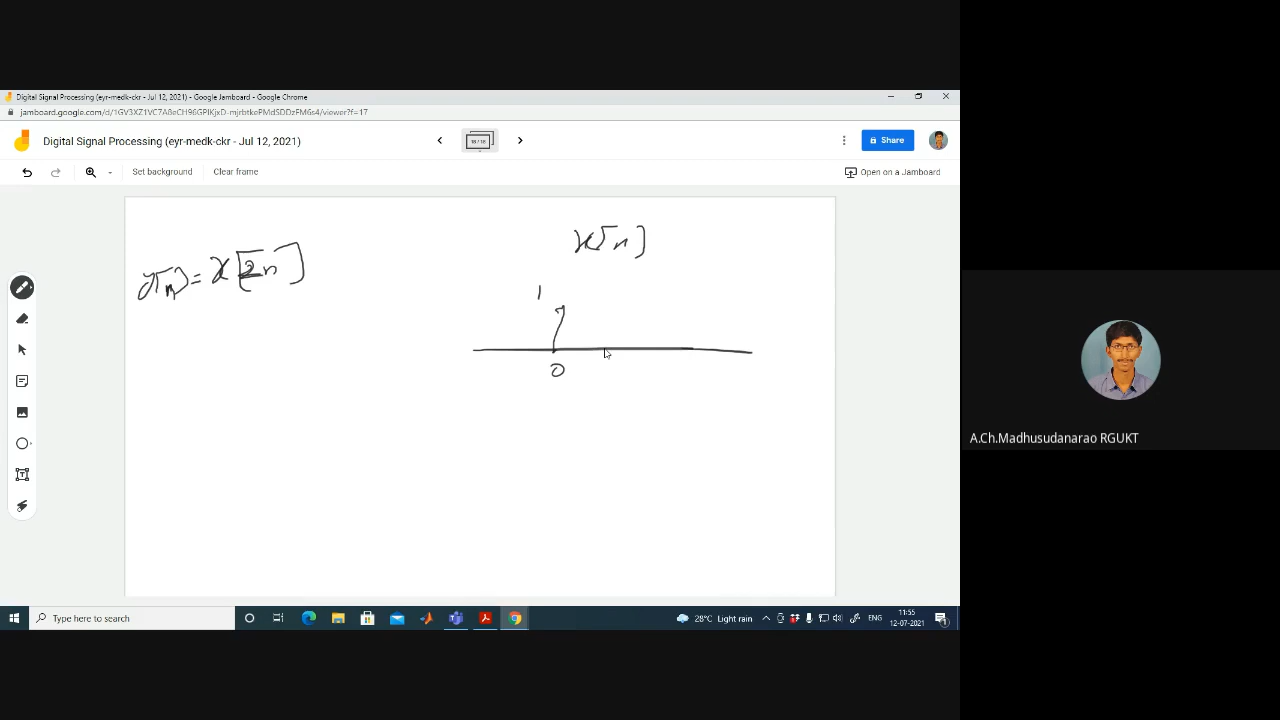 Digital Signal Processing (eyr-medk-ckr - Jul 12, 2021) - Google Jamboard - Google Chrome
Digital Signal Processing (eyr-medk-ckr - Jul 12, 2021)
18 / 18
Share
Set background
Clear frame
Open on a Jamboard
y[n] = x[2n]
x[n]
1
0
A.Ch.Madhusudanarao RGUKT
Type here to search
28°C Light rain
ENG
11:55
12-07-2021